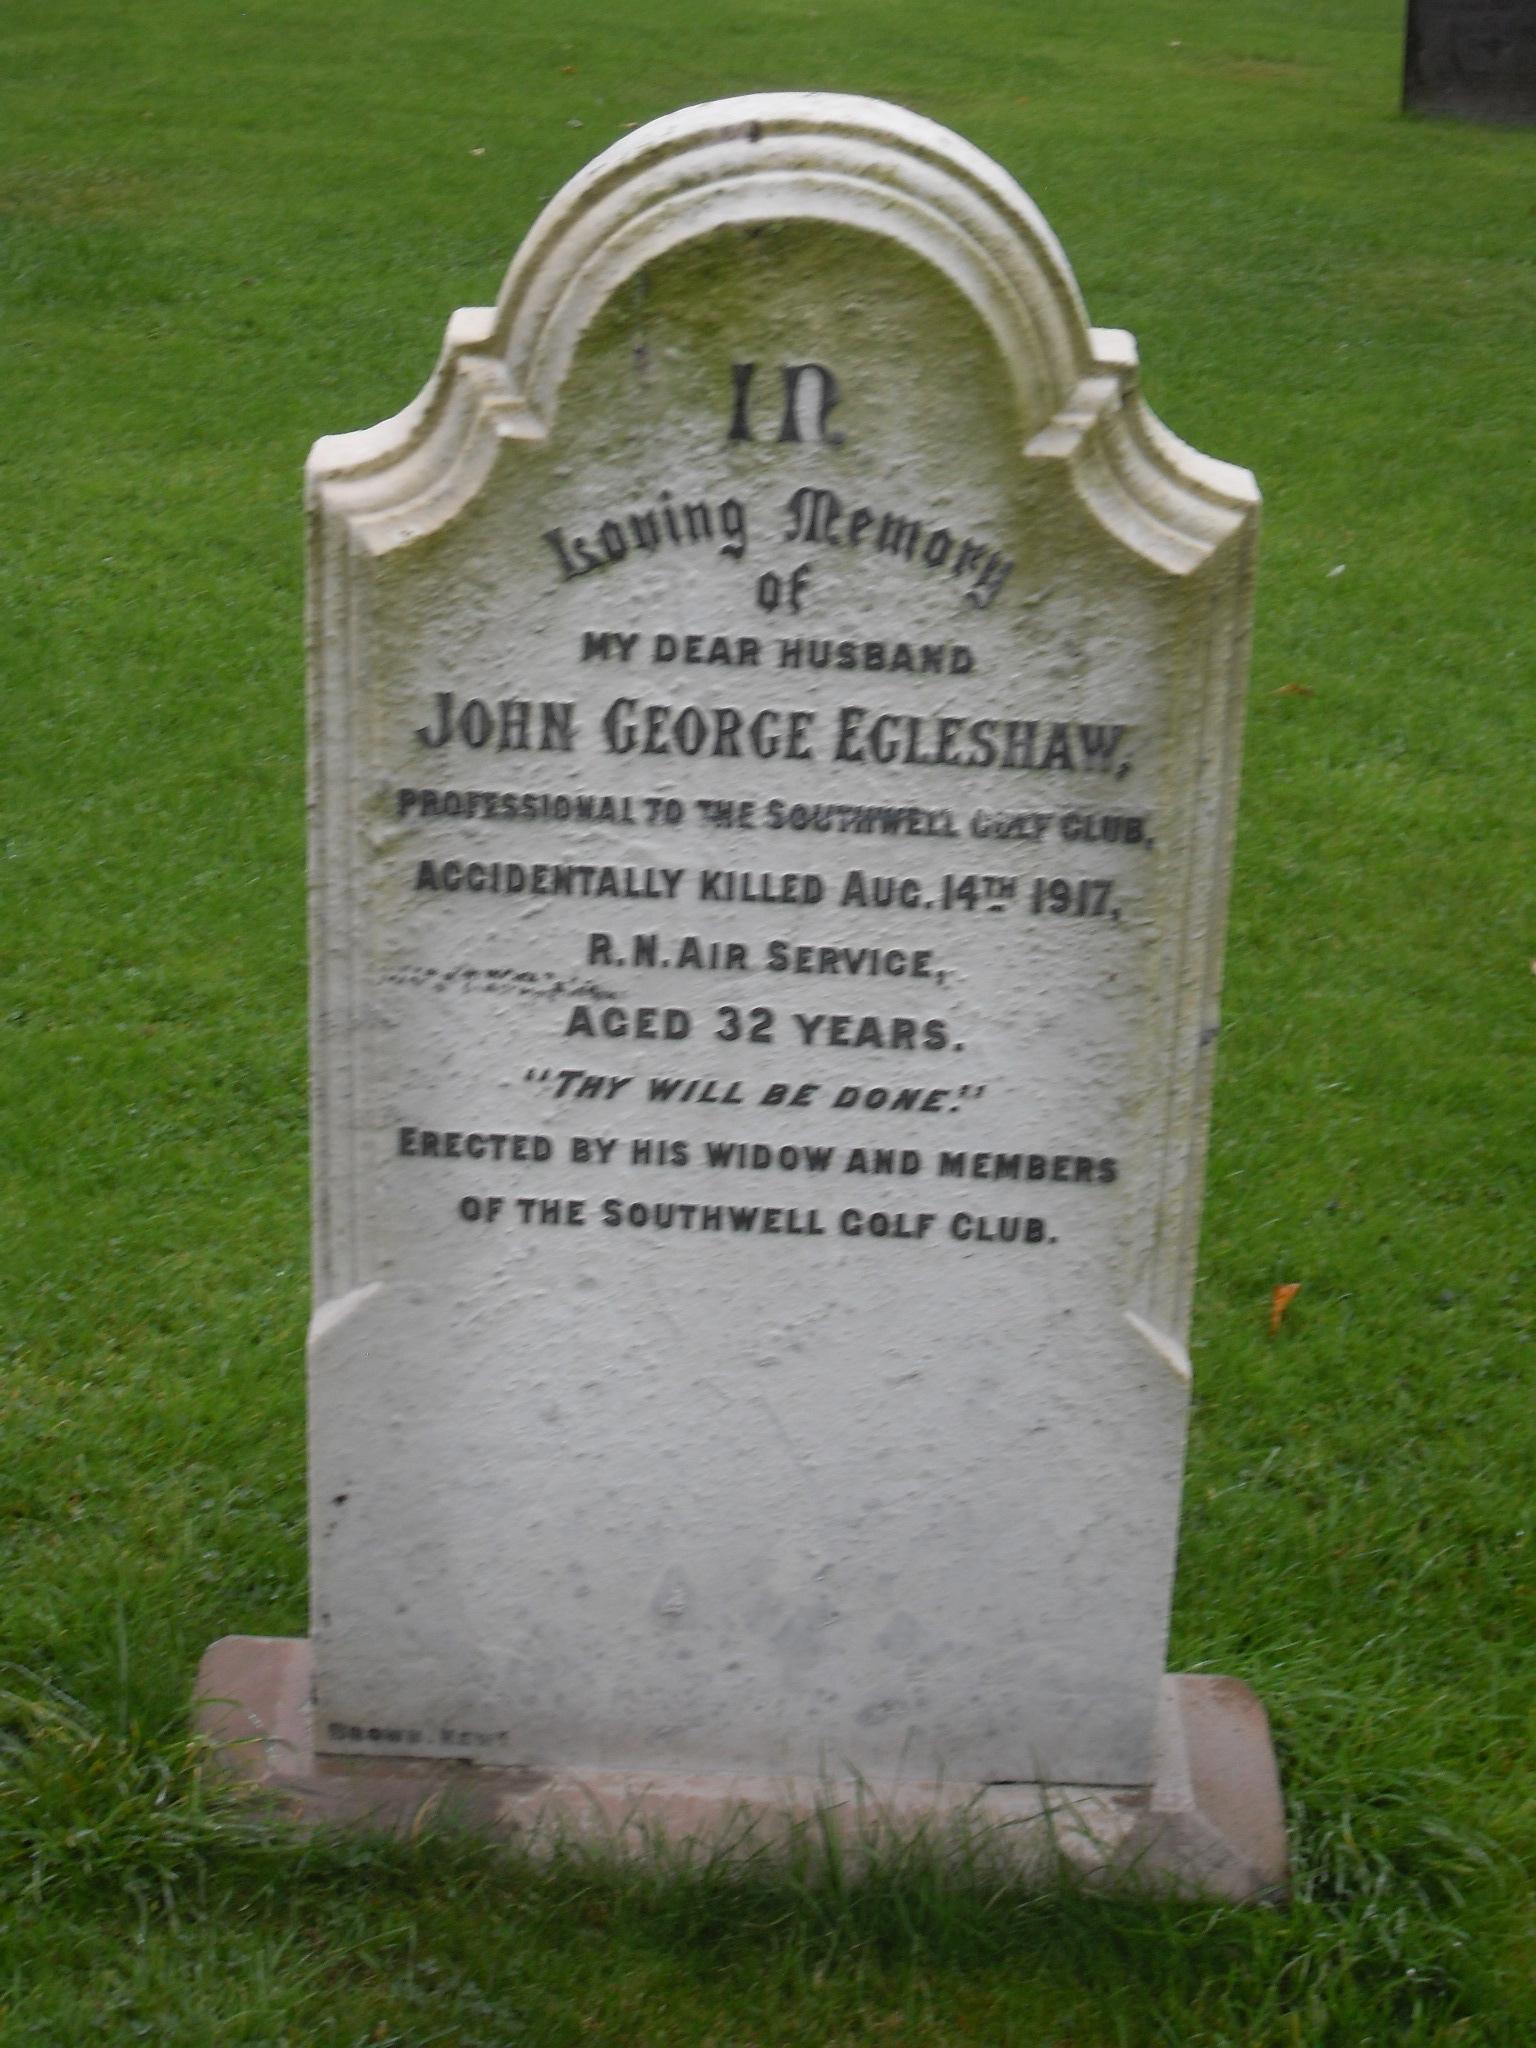 In
Loving Memory
of
MY DEAR HUSBAND
JOHN GEORGE EGLESHAW,
PROFESSIONAL TO THE SOUTHWELL GOLF CLUB,
ACCIDENTALLY KILLED AUG. 14TH 1917,
R.N. AIR SERVICE,
AGED 32 YEARS.
"THY WILL BE DONE."
ERECTED BY HIS WIDOW AND MEMBERS
OF THE SOUTHWELL GOLF CLUB.